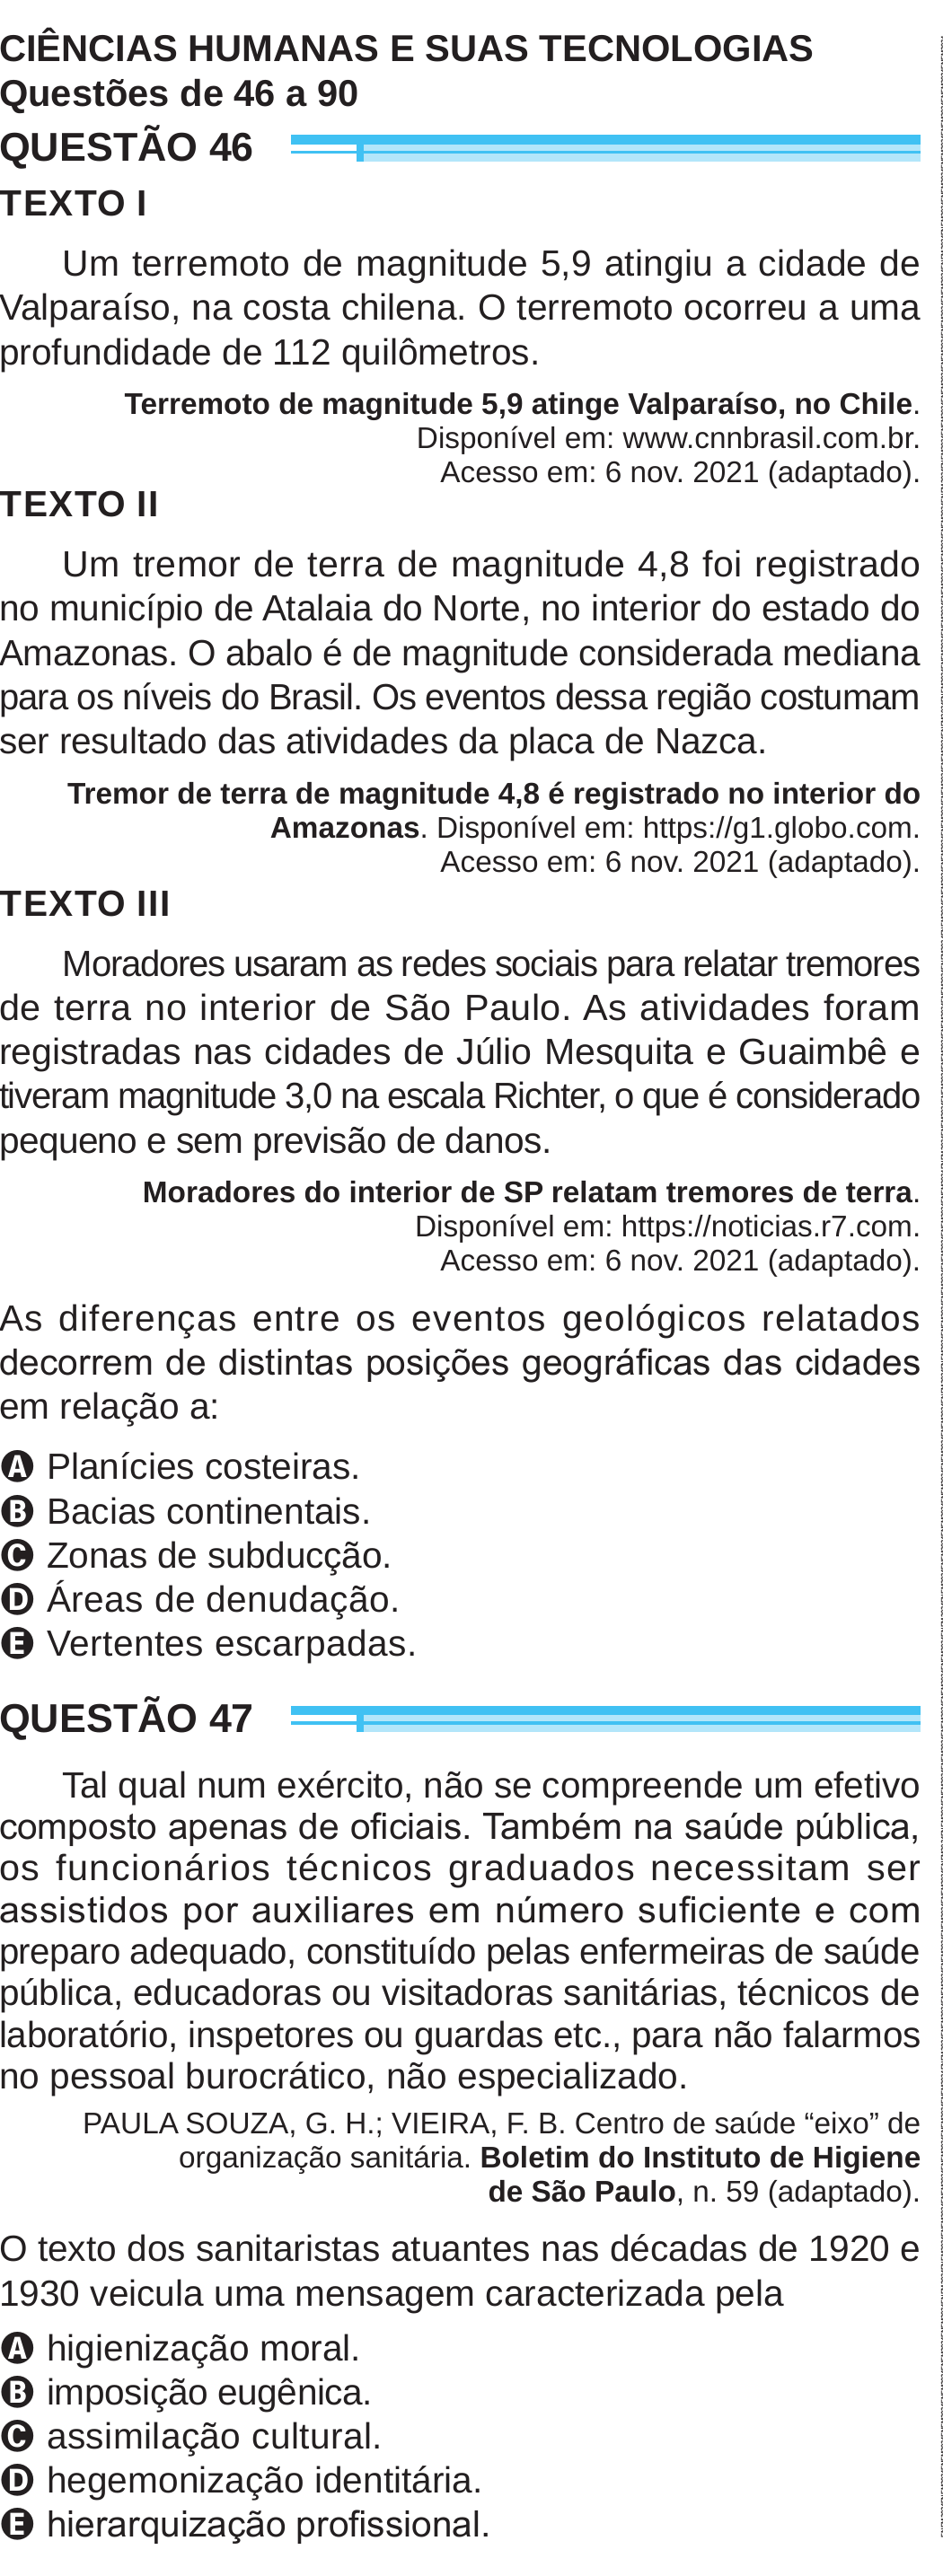 CIÊNCIAS HUMANAS E SUAS TECNOLOGIAS
Questões de 46 a 90
QUESTÃO 46
TEXTO I
Um terremoto de magnitude 5,9 atingiu a cidade de
Valparaíso, na costa chilena. O terremoto ocorreu a uma
profundidade de 112 quilômetros.
Terremoto de magnitude 5,9 atinge Valparaíso, no Chile.
Disponível em: www.cnnbrasil.com.br.
Acesso em: 6 nov. 2021 (adaptado).
TEXTO II
Um tremor de terra de magnitude 4,8 foi registrado
no município de Atalaia do Norte, no interior do estado do
Amazonas. O abalo é de magnitude considerada mediana
para os níveis do Brasil. Os eventos dessa região costumam
ser resultado das atividades da placa de Nazca.
Tremor de terra de magnitude 4,8 é registrado no interior do
Amazonas. Disponível em: https://g1.globo.com.
Acesso em: 6 nov. 2021 (adaptado).
TEXTO III
Moradores usaram as redes sociais para relatar tremores
de terra no interior de São Paulo. As atividades foram
registradas nas cidades de Júlio Mesquita e Guaimbê e
tiveram magnitude 3,0 na escala Richter, o que é considerado
pequeno e sem previsão de danos.
Moradores do interior de SP relatam tremores de terra.
Disponível em: https://noticias.r7.com.
Acesso em: 6 nov. 2021 (adaptado).
As diferenças entre os eventos geológicos relatados
decorrem de distintas posições geográficas das cidades
em relação a:
A Planícies costeiras.
B Bacias continentais.
C Zonas de subducção.
D Áreas de denudação.
E Vertentes escarpadas.
QUESTÃO 47
Tal qual num exército, não se compreende um efetivo
composto apenas de oficiais. Também na saúde pública,
os funcionários técnicos graduados necessitam ser
assistidos por auxiliares em número suficiente e com
preparo adequado, constituído pelas enfermeiras de saúde
pública, educadoras ou visitadoras sanitárias, técnicos de
laboratório, inspetores ou guardas etc., para não falarmos
no pessoal burocrático, não especializado.
PAULA SOUZA, G. H.; VIEIRA, F. B. Centro de saúde “eixo” de
organização sanitária. Boletim do Instituto de Higiene
de São Paulo, n. 59 (adaptado).
O texto dos sanitaristas atuantes nas décadas de 1920 e
1930 veicula uma mensagem caracterizada pela
A higienização moral.
B imposição eugênica.
C assimilação cultural.
D hegemonização identitária.
E hierarquização profissional.